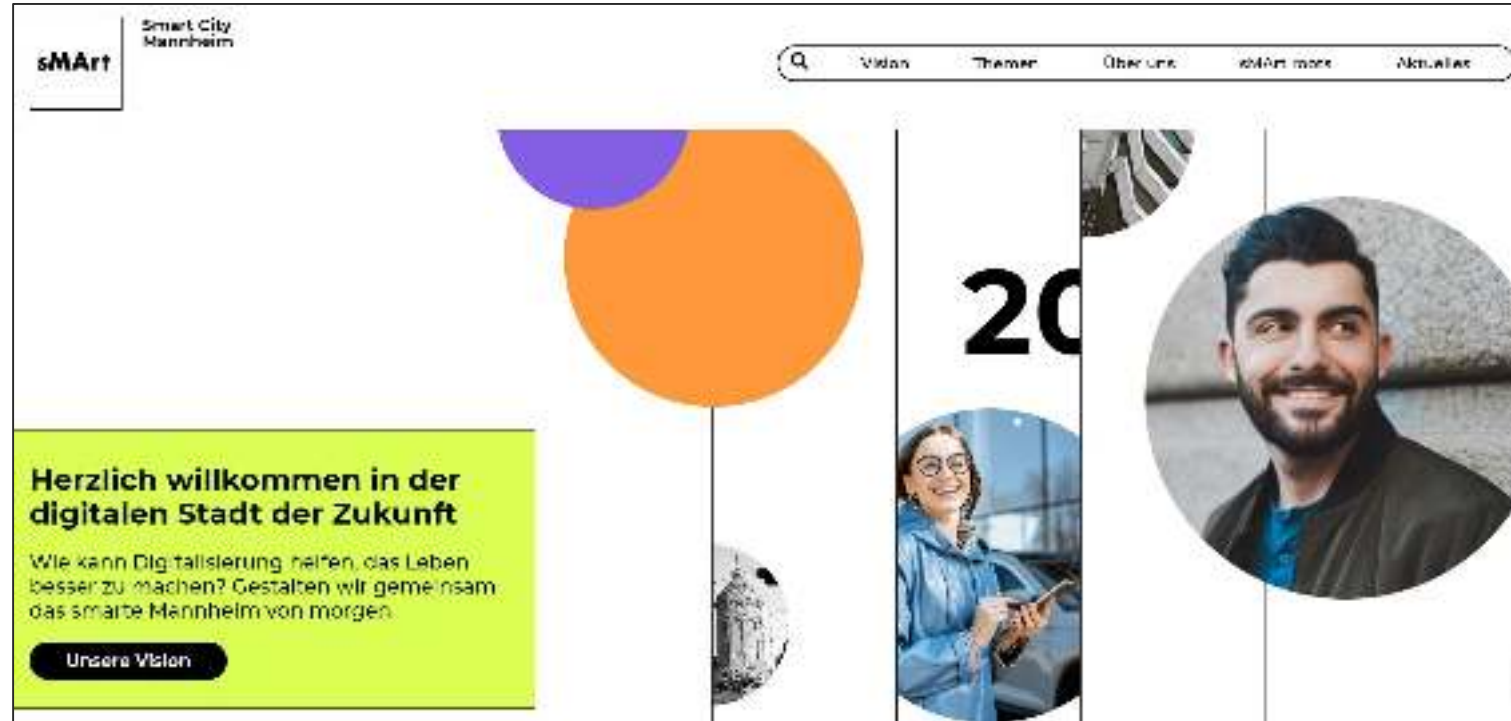 sMArt
Smart City
Mannheim
Vision
Themen
Über uns
sMArt roots
Aktuelles
20
Herzlich willkommen in der
digitalen Stadt der Zukunft
Wie kann Digitalisierung helfen, das Leben
besser zu machen? Gestalten wir gemeinsam
das smarte Mannheim von morgen
Unsere Vision